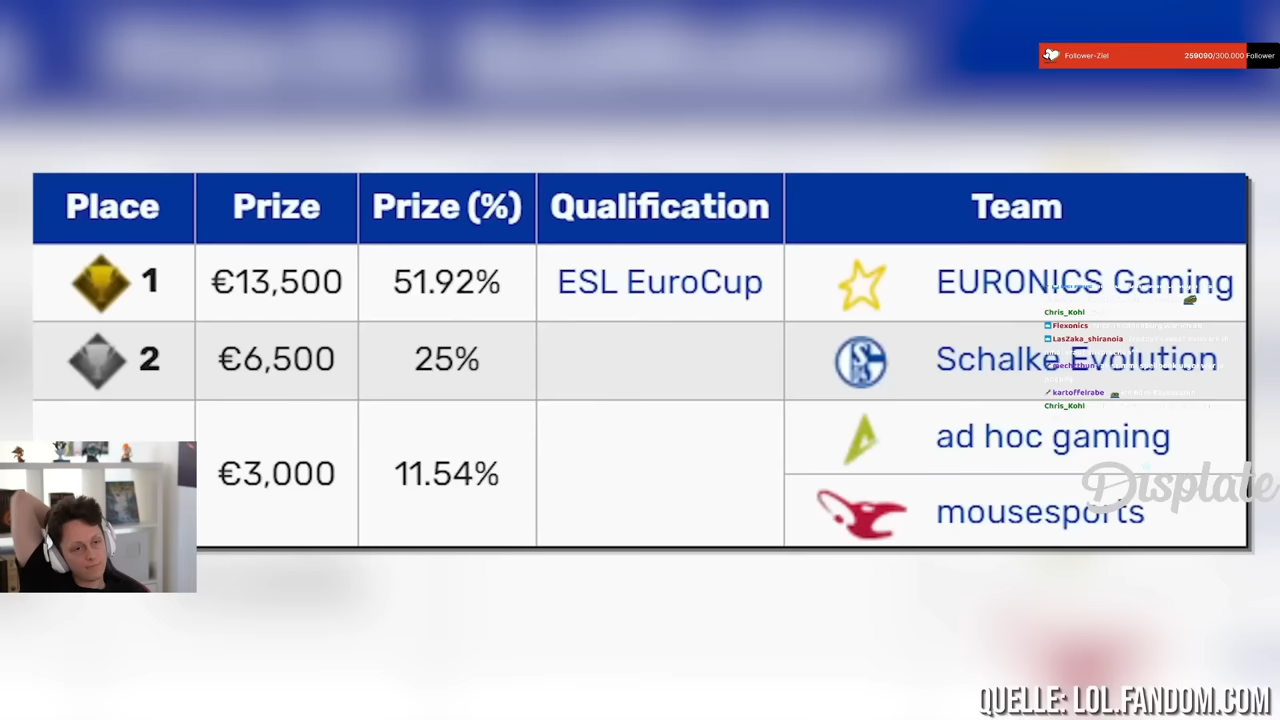 Follower-Ziel 259090/300.000 Follower
Place Prize Prize (%) Qualification Team
1 €13,500 51.92% ESL EuroCup EURONICS Gaming
Chris_Kohl
Flexonics
LasZaka_shiranoia
2 €6,500 25% Schalke Evolution
kartoffelrabe
Chris_Kohl
ad hoc gaming
€3,000 11.54%
Displate
mousesports
QUELLE: LOL.FANDOM.COM